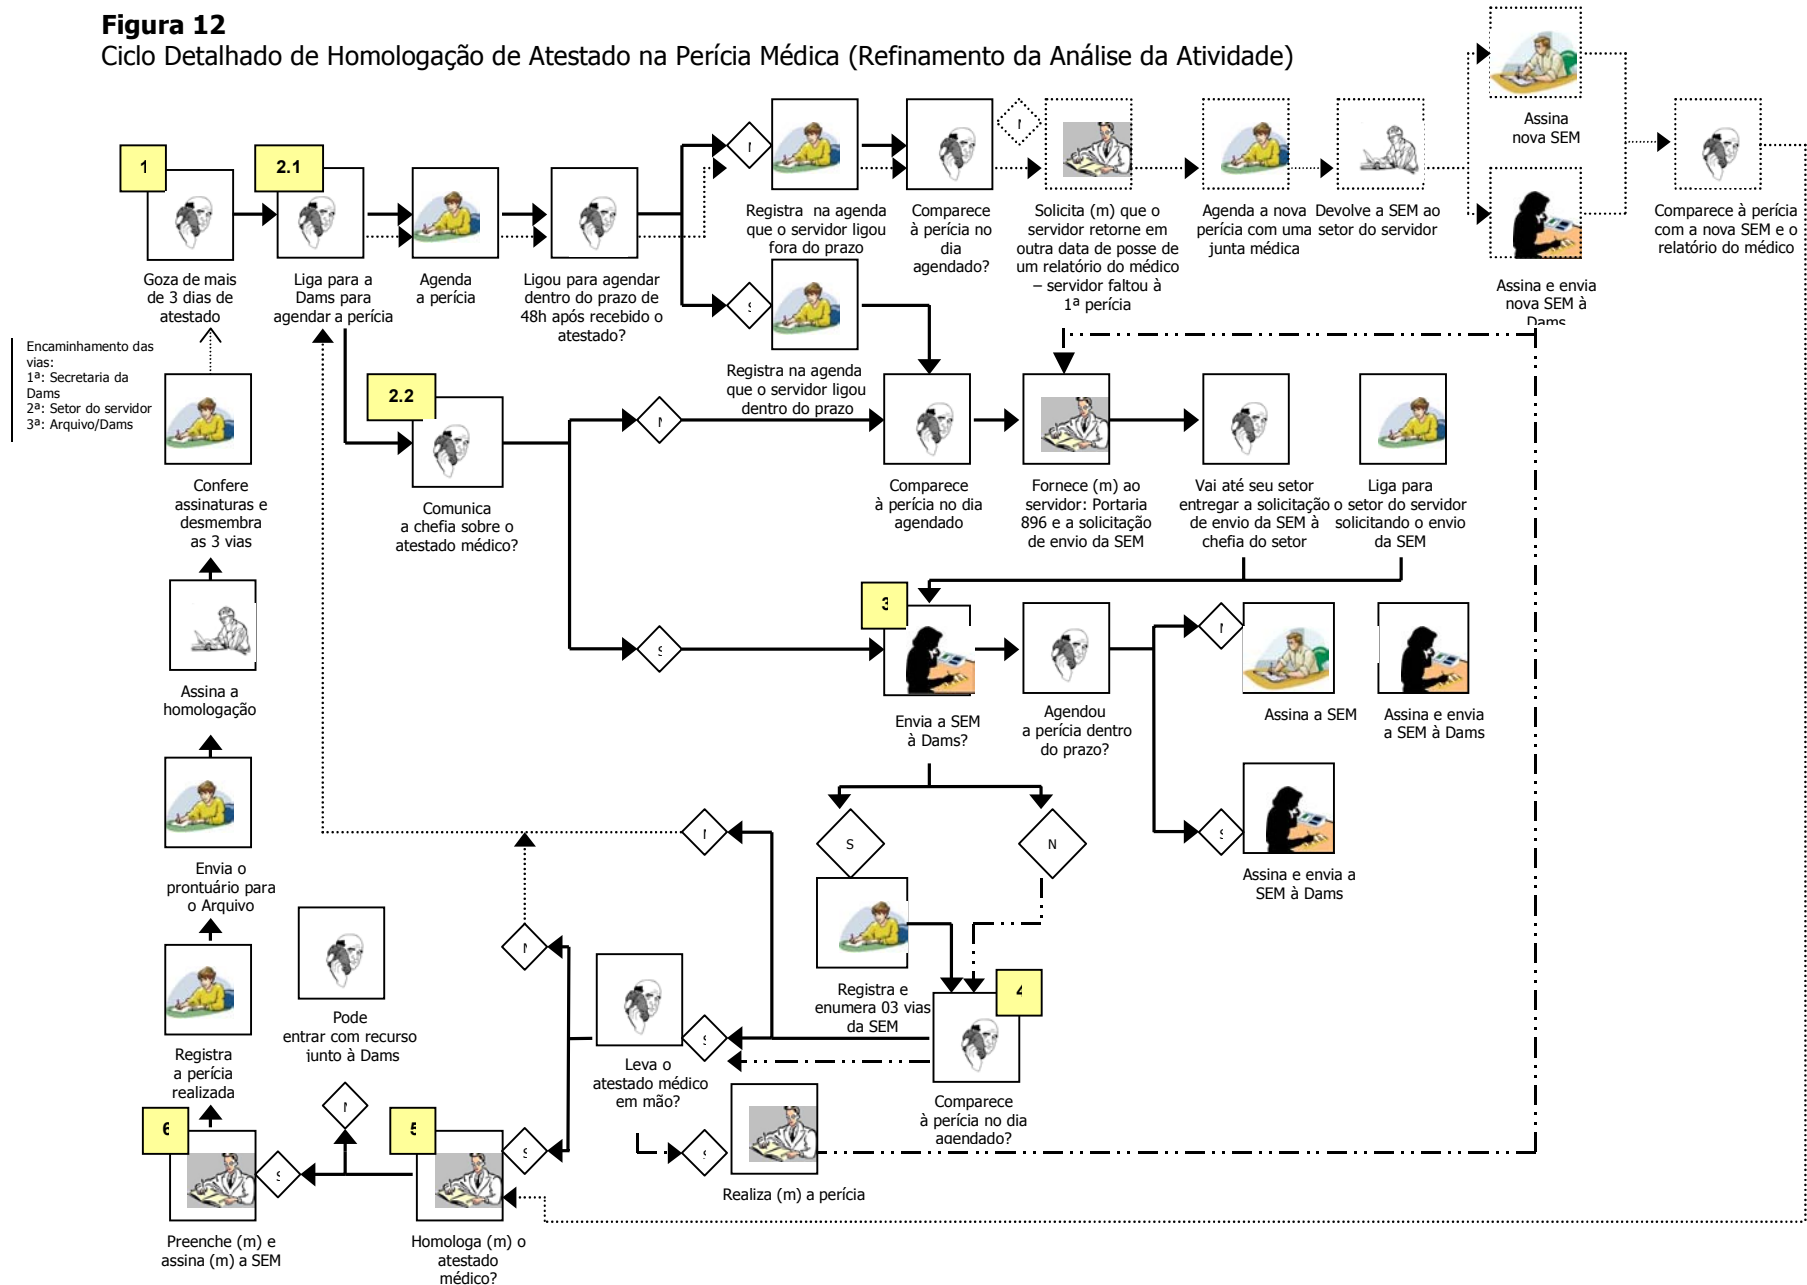 Figura 12
Ciclo Detalhado de Homologação de Atestado na Perícia Médica (Refinamento da Análise da Atividade)
Assina
nova SEM
1
2.1
Goza de mais
de 3 dias de
atestado
Liga para a
Dams para
agendar a perícia
Agenda
a perícia
Ligou para agendar
dentro do prazo de
48h após recebido o
atestado?
Registra na agenda
que o servidor ligou
fora do prazo
Comparece
à perícia no
dia
agendado?
Solicita (m) que o
servidor retorne em
outra data de posse de
um relatório do médico
– servidor faltou à
1ª perícia
Agenda a nova
perícia com uma
junta médica
Devolve a SEM ao
setor do servidor
Assina e envia
nova SEM à
Dams
Comparece à perícia
com a nova SEM e o
relatório do médico
Encaminhamento das
vias:
1ª: Secretaria da
Dams
2ª: Setor do servidor
3ª: Arquivo/Dams
Registra na agenda
que o servidor ligou
dentro do prazo
2.2
Comunica
a chefia sobre o
atestado médico?
Comparece
à perícia no dia
agendado
Fornece (m) ao
servidor: Portaria
896 e a solicitação
de envio da SEM
Vai até seu setor
entregar a solicitação
de envio da SEM à
chefia do setor
Liga para
o setor do servidor
solicitando o envio
da SEM
Confere
assinaturas e
desmembra
as 3 vias
3
Envia a SEM
à Dams?
Agendou
a perícia dentro
do prazo?
Assina a SEM
Assina e envia
a SEM à Dams
Assina a
homologação
S
N
Assina e envia a
SEM à Dams
Envia o
prontuário para
o Arquivo
Registra e
enumera 03 vias
da SEM
4
Pode
entrar com recurso
junto à Dams
Leva o
atestado médico
em mão?
Comparece
à perícia no dia
agendado?
Registra
a perícia
realizada
6
5
Realiza (m) a perícia
Preenche (m) e
assina (m) a SEM
Homologa (m) o
atestado
médico?